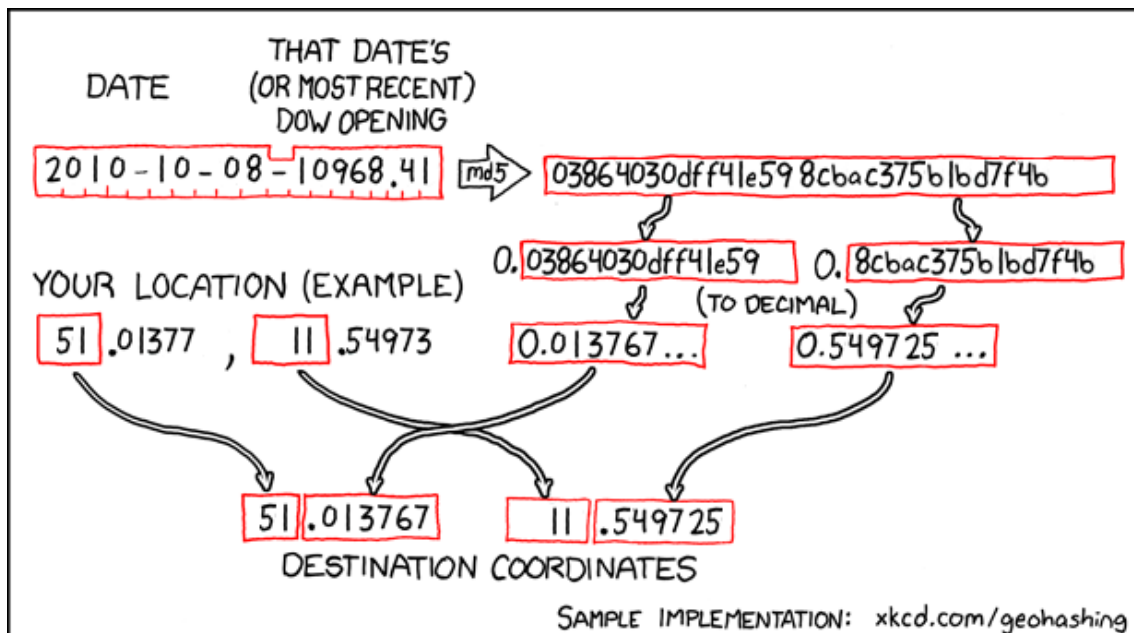 DATE
THAT DATE'S
(OR MOST RECENT)
DOW OPENING
2010-10-08-10968.41
md5
03864030dff41e598cbac375b1bd7f4b
0.03864030dff41e59
0.8cbac375b1bd7f4b
YOUR LOCATION (EXAMPLE)
(TO DECIMAL)
51.01377, 11.54973
0.013767...
0.549725...
51.013767
11.549725
DESTINATION COORDINATES
SAMPLE IMPLEMENTATION: xkcd.com/geohashing